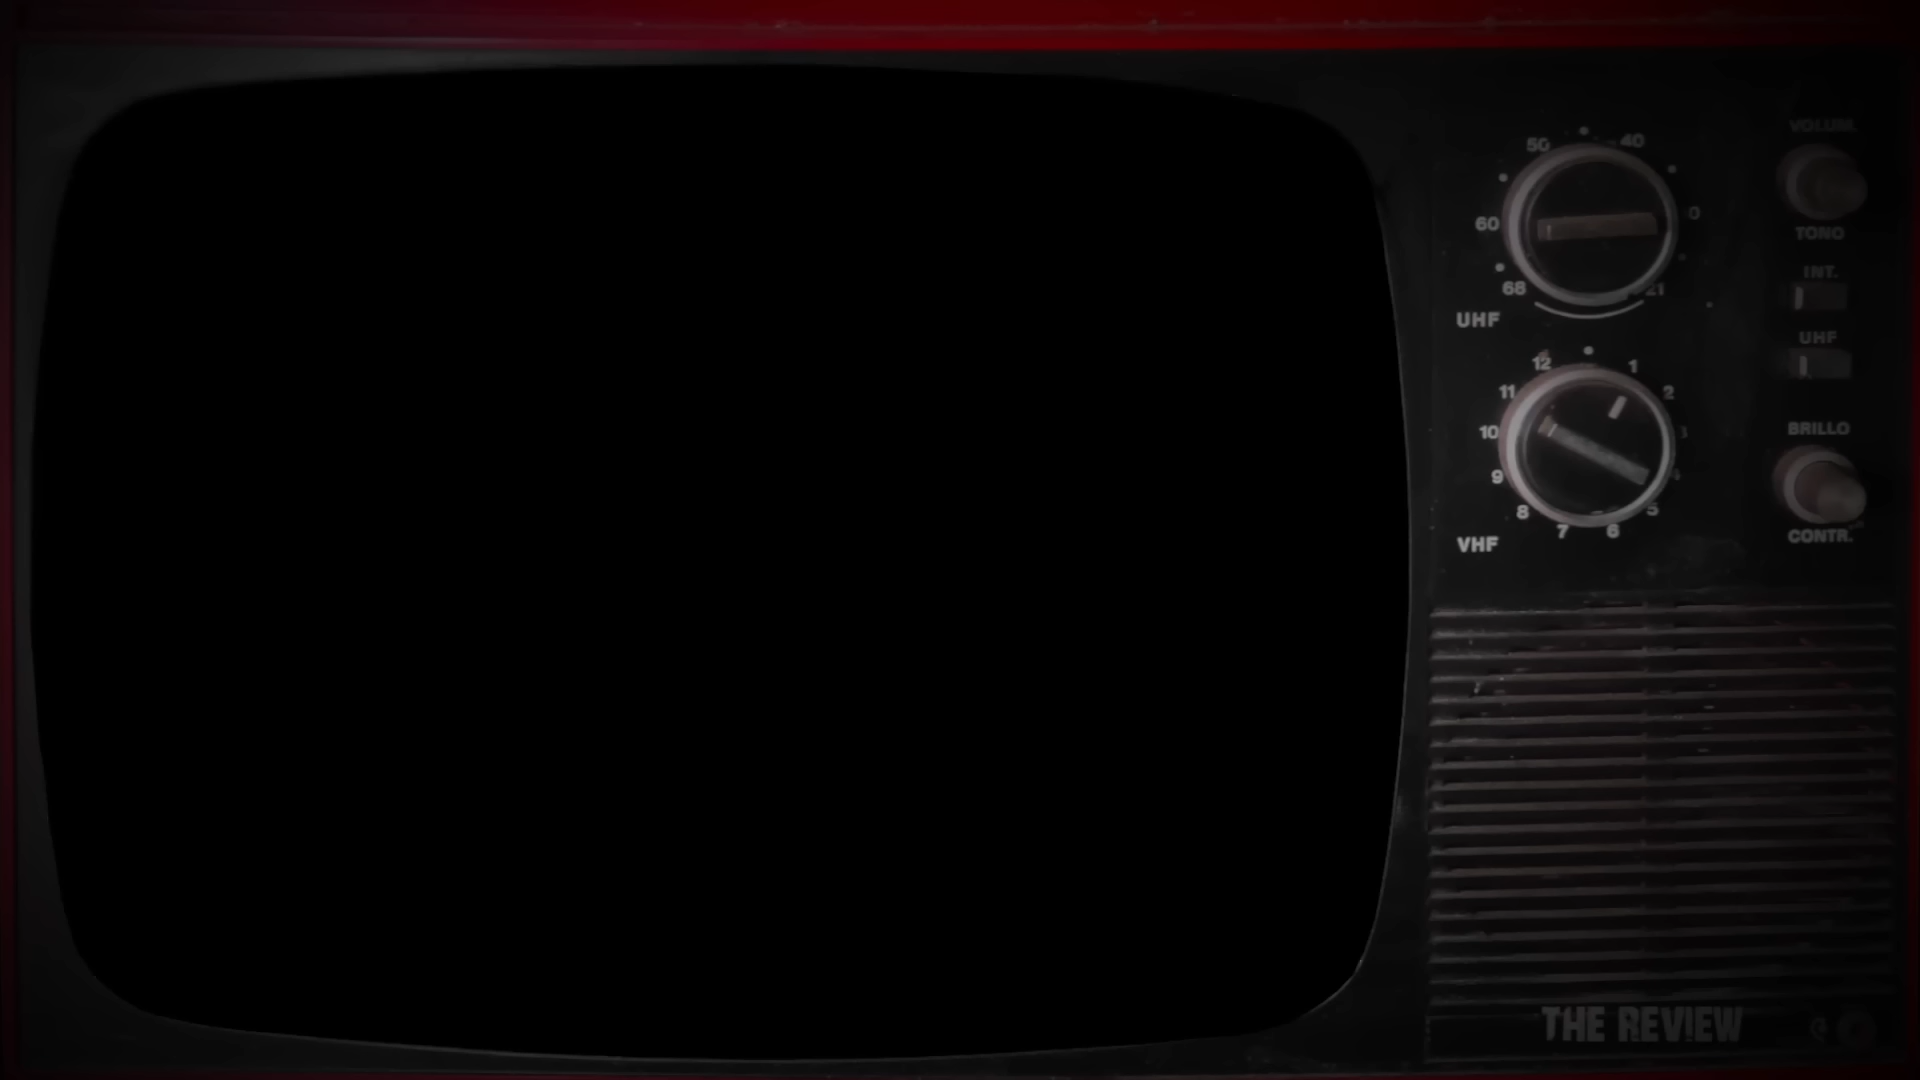 50 40
60 0
68 21
UHF
12 1
11 2
10 3
9
8 5
7 6
VHF
VOLUM.
TONO
INT.
UHF
BRILLO
CONTR.
THE REVIEW